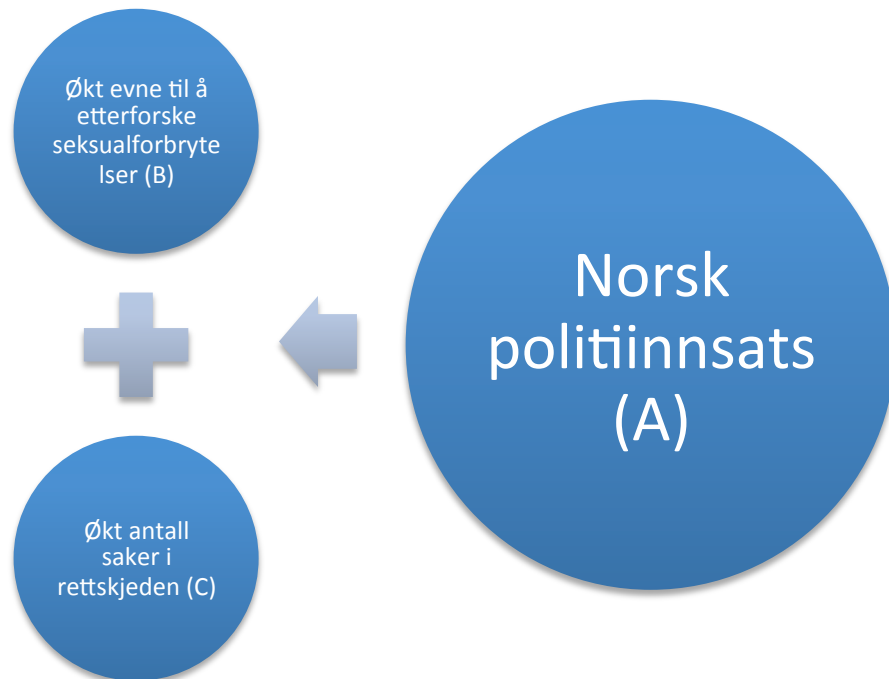 Økt evne til å
etterforske
seksualforbryte
lser (B)
Økt antall
saker i
rettskjeden (C)
Norsk
politiinnsats
(A)